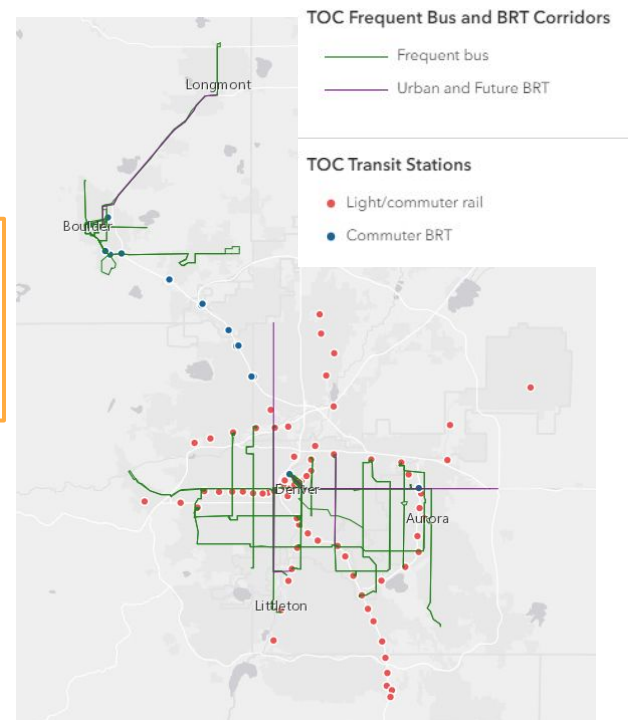 TOC Frequent Bus and BRT Corridors
Frequent bus
Urban and Future BRT
TOC Transit Stations
Light/commuter rail
Commuter BRT
Longmont
Boulder
Denver
Aurora
Littleton